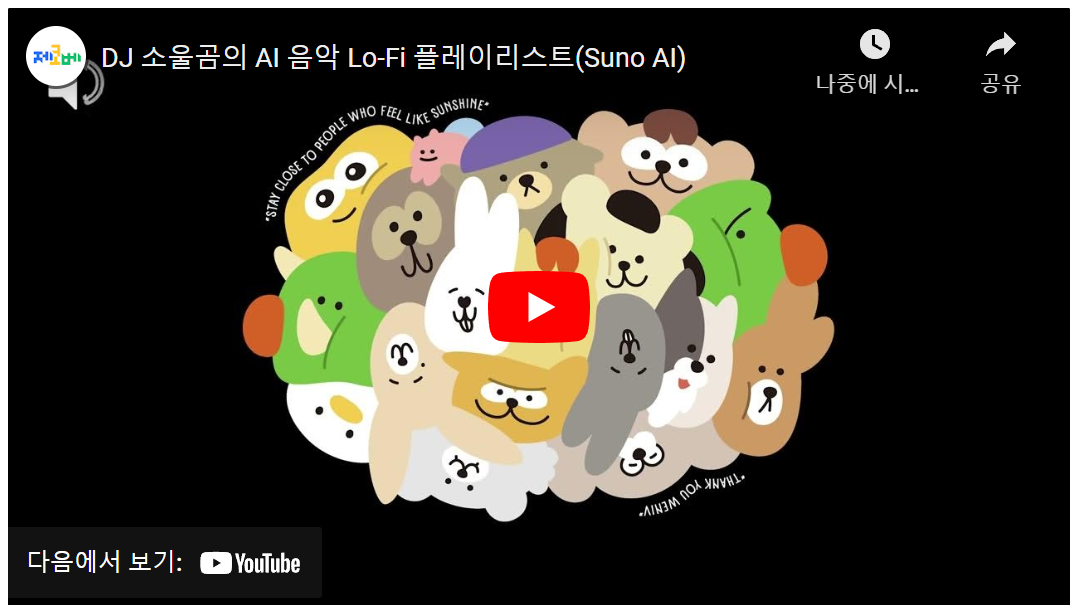 제코베
DJ 소울곰의 AI 음악 Lo-Fi 플레이리스트(Suno AI)
나중에 시...
공유
"STAY CLOSE TO PEOPLE WHO FEEL LIKE SUNSHINE"
"THANK YOU WENIV"
다음에서 보기: YouTube